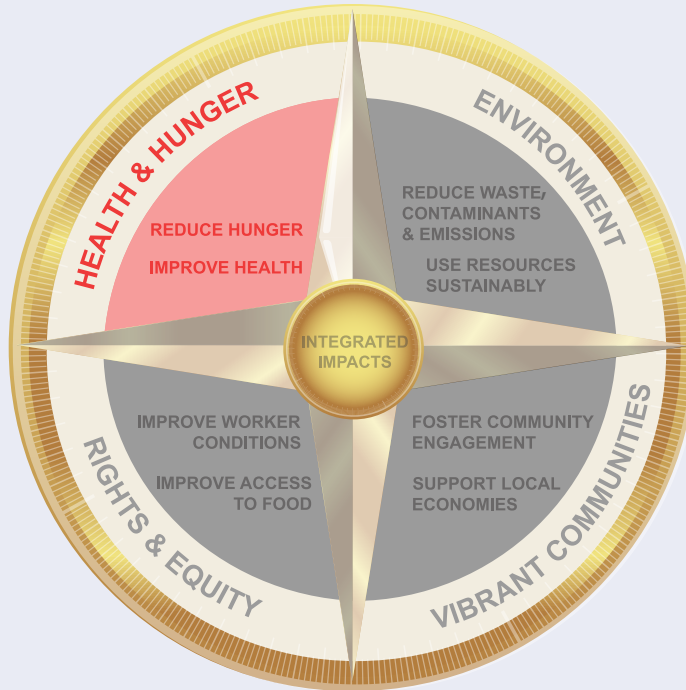 HEALTH & HUNGER
REDUCE HUNGER
IMPROVE HEALTH
ENVIRONMENT
REDUCE WASTE,
CONTAMINANTS
& EMISSIONS
USE RESOURCES
SUSTAINABLY
INTEGRATED
IMPACTS
RIGHTS & EQUITY
IMPROVE WORKER
CONDITIONS
IMPROVE ACCESS
TO FOOD
VIBRANT COMMUNITIES
FOSTER COMMUNITY
ENGAGEMENT
SUPPORT LOCAL
ECONOMIES